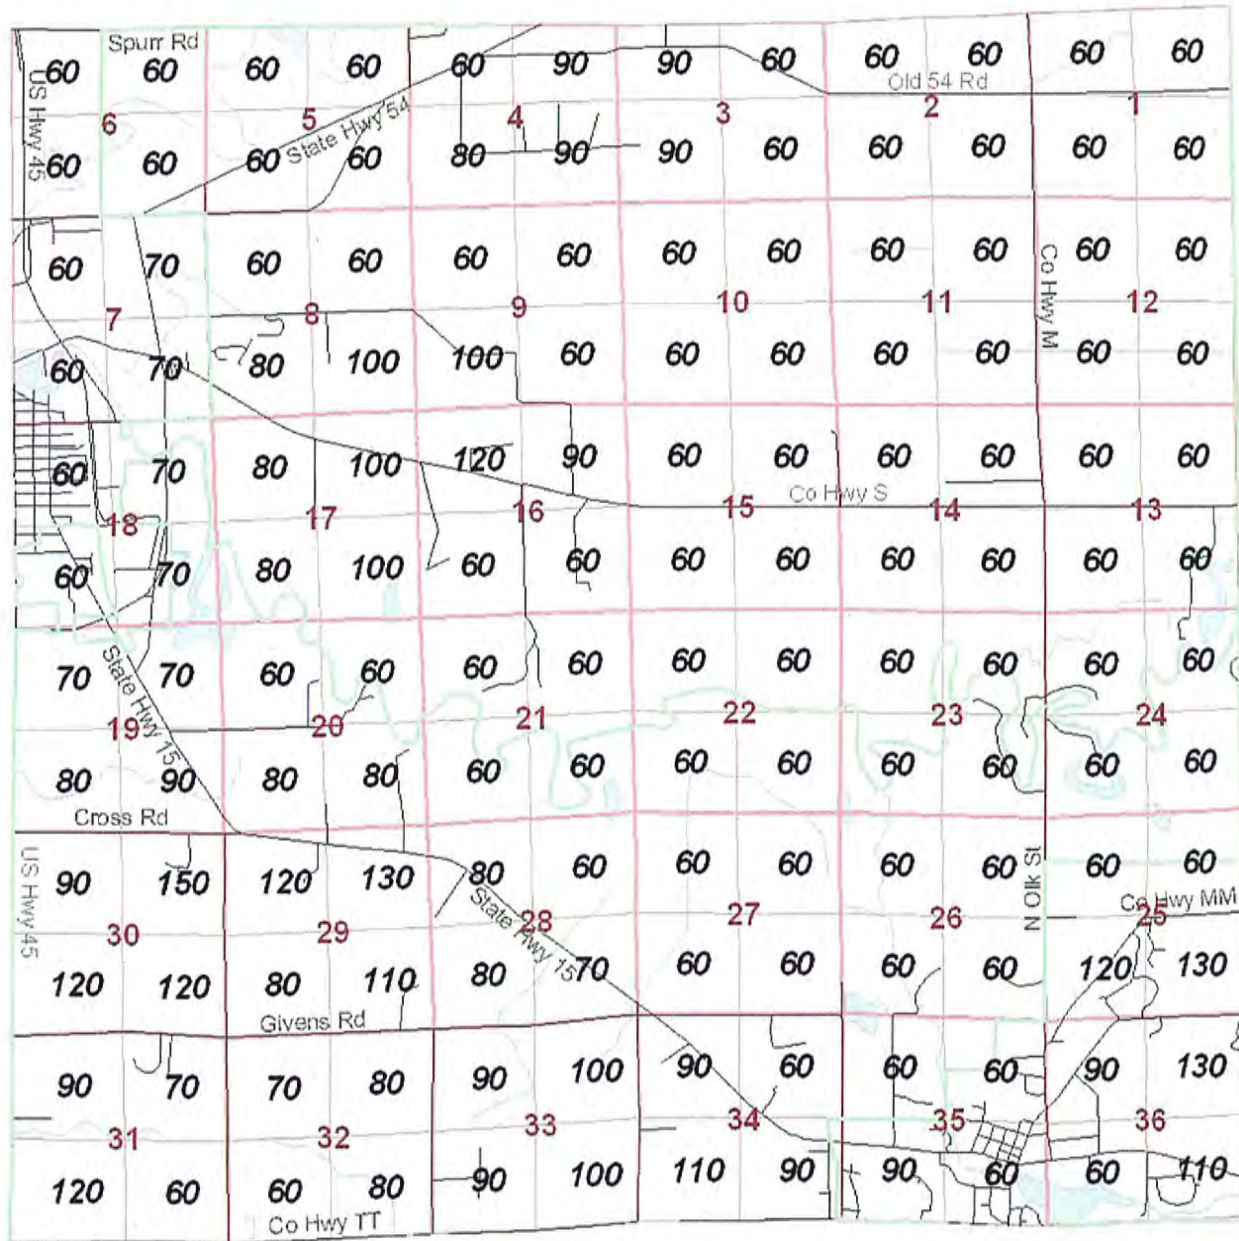 Spurr Rd
60 60 60 60 60 90 90 60 60 60 60 60
US Hwy 45
Old 54 Rd
6 5 4 3 2 1
State Hwy 54
60 60 60 60 80 90 90 60 60 60 60 60
60 70 60 60 60 60 60 60 60 60 60 60
Co Hwy M
7 8 9 10 11 12
60 70 80 100 100 60 60 60 60 60 60 60
60 70 80 100 120 90 60 60 60 60 60 60
Co Hwy S
18 17 16 15 14 13
60 70 80 100 60 60 60 60 60 60 60 60
70 70 60 60 60 60 60 60 60 60 60 60
State Hwy 15
19 20 21 22 23 24
80 90 80 80 60 60 60 60 60 60 60 60
Cross Rd
90 150 120 130 80 60 60 60 60 60 60 60
US Hwy 45
N Olk St
State Hwy 15
Co Hwy MM
30 29 28 27 26 25
120 120 80 110 80 70 60 60 60 60 120 130
Givens Rd
90 70 70 80 90 100 90 60 60 60 90 130
31 32 33 34 35 36
120 60 60 80 90 100 110 90 90 60 60 110
Co Hwy TT